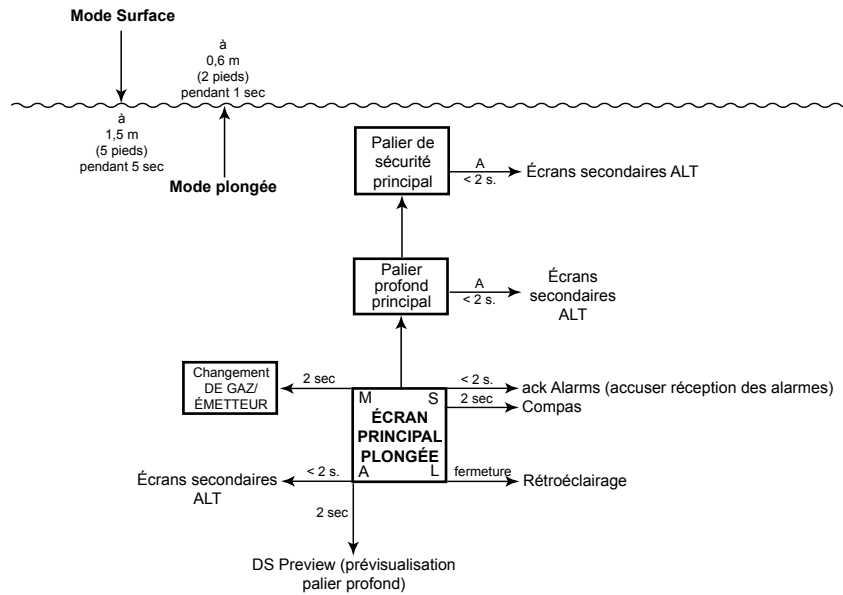 Mode Surface
à
0,6 m
(2 pieds)
pendant 1 sec
à
1,5 m
(5 pieds)
pendant 5 sec
Mode plongée
Palier de
sécurité
principal
A
< 2 s.
Écrans secondaires ALT
Palier
profond
principal
A
< 2 s.
Écrans
secondaires
ALT
Changement
DE GAZ/
ÉMETTEUR
2 sec
M
S
ÉCRAN
PRINCIPAL
PLONGÉE
A
L
< 2 s.
ack Alarms (accuser réception des alarmes)
2 sec
Compas
Écrans secondaires
ALT
< 2 s.
fermeture
Rétroéclairage
2 sec
DS Preview (prévisualisation
palier profond)